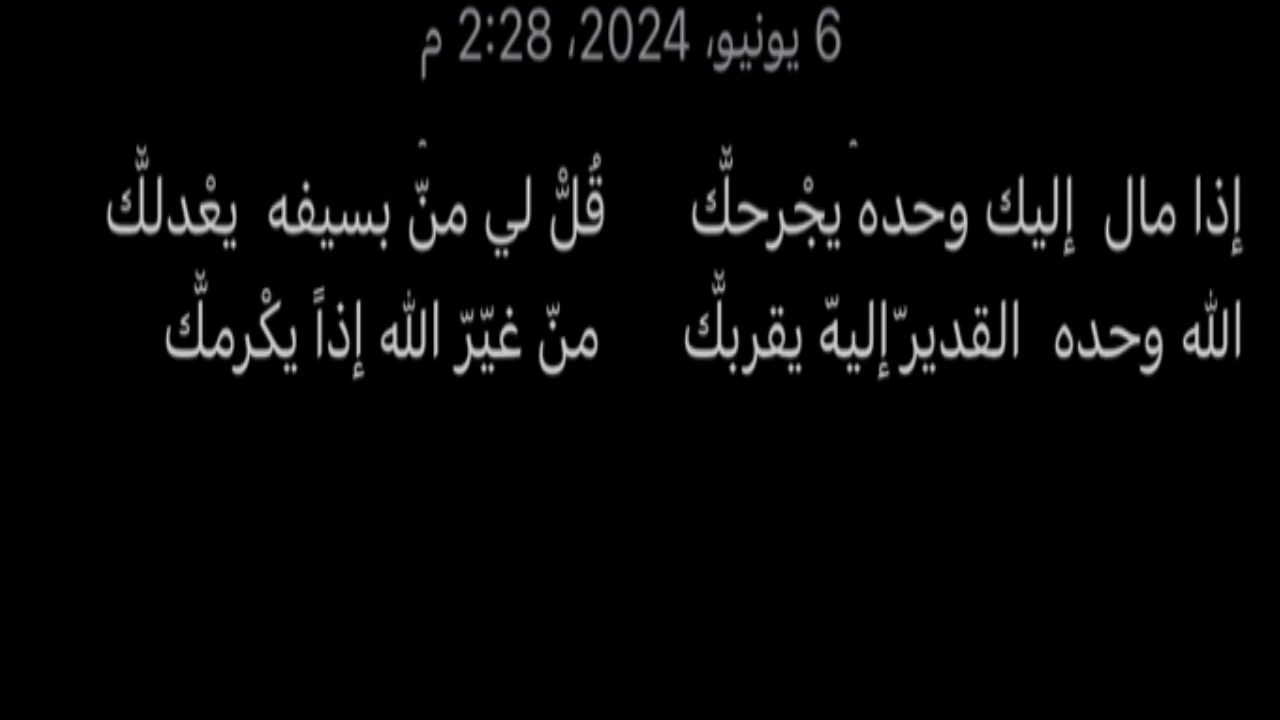 6 يونيو، 2024، 2:28 م
إذا مال إليك وحده يجْرحكّ قُلّْ لي منّ بسيفه يعْدللّك
الله وحده القديرّ إليهّ يقربكّ منّ غيّرّ الله إذاً يكْرمكّ